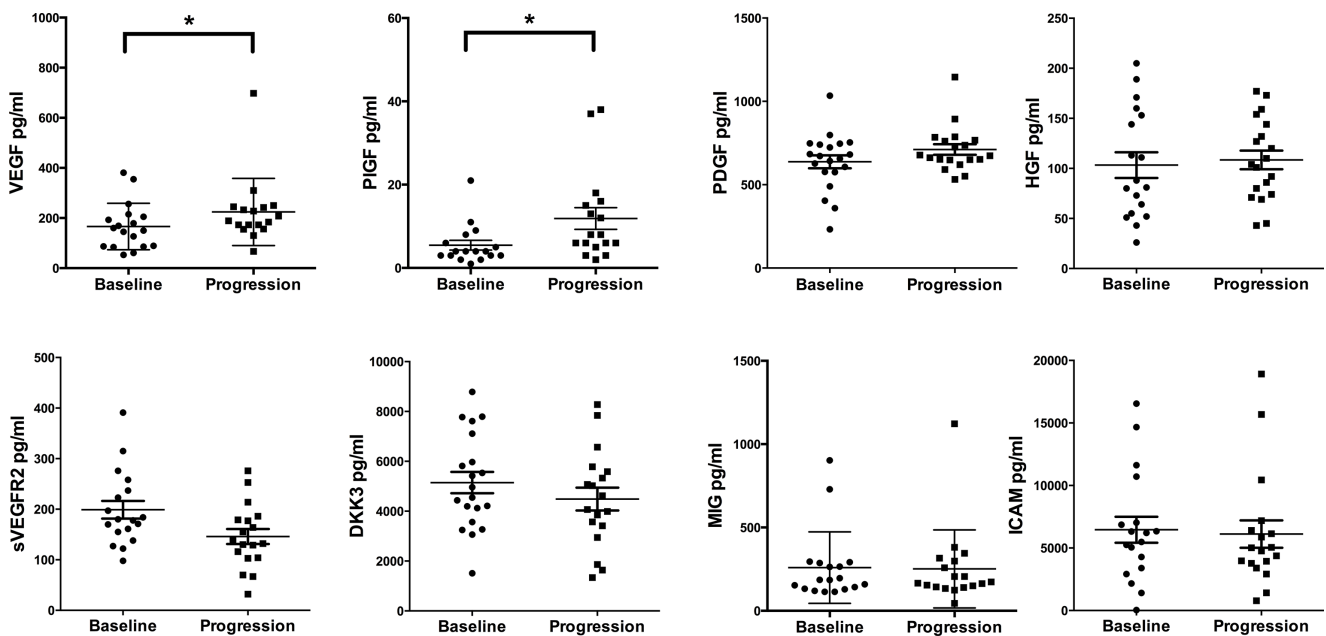 VEGF pg/ml
1000
800
600
400
200
0
*
Baseline Progression
PIGF pg/ml
60
40
20
0
*
Baseline Progression
PDGF pg/ml
1500
1000
500
0
Baseline Progression
HGF pg/ml
250
200
150
100
50
0
Baseline Progression
sVEGFR2 pg/ml
500
400
300
200
100
0
Baseline Progression
DKK3 pg/ml
10000
8000
6000
4000
2000
0
Baseline Progression
MIG pg/ml
1500
1000
500
0
Baseline Progression
ICAM pg/ml
20000
15000
10000
5000
0
Baseline Progression